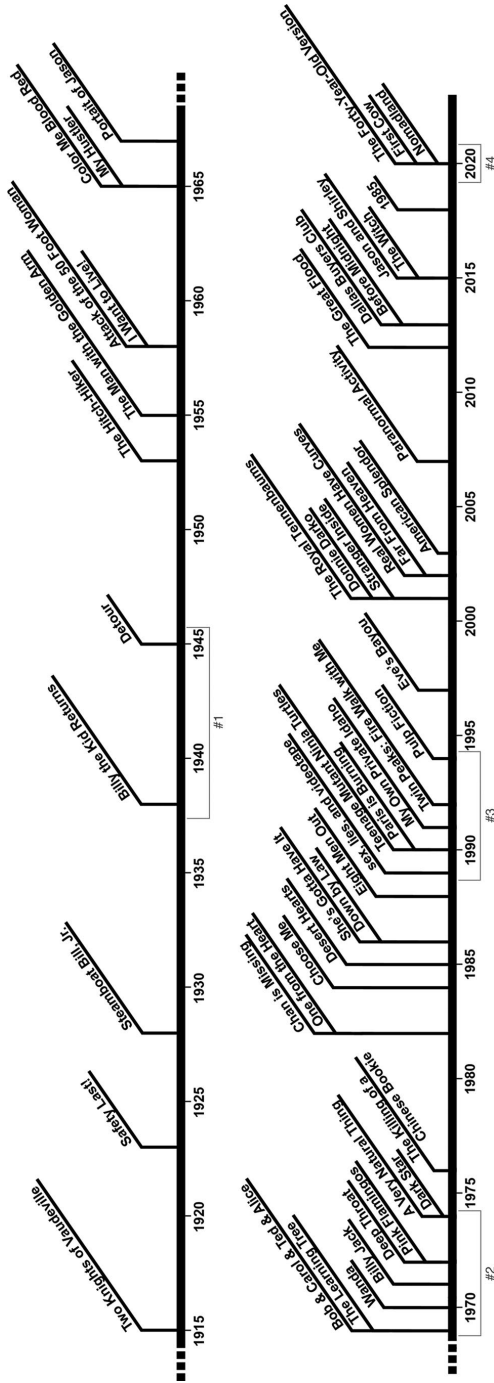 Two Knights of Vaudeville
Safety Last!
Steamboat Bill, Jr.
Billy the Kid Returns
Detour
The Hitch-Hiker
The Man with the Golden Arm
Attack of the 50 Foot Woman
I Want to Live!
Color Me Blood Red
My Hustler
Portait of Jason
1915
1920
1925
1930
1935
1940
1945
1950
1955
1960
1965
#1
Bob & Carol & Ted & Alice
The Learning Tree
Wanda
Billy Jack
Deep Throat
Pink Flamingos
A Very Natural Thing
Dark Star
The Killing of a
Chinese Bookie
Chan is Missing
One from the Heart
Choose Me
Desert Hearts
She's Gotta Have It
Down by Law
Eight Men Out
sex, lies, and videotape
Teenage Mutant Ninja Turtles
Paris is Burning
My Own Private Idaho
Twin Peaks: Fire Walk with Me
Pulp Fiction
Eve's Bayou
The Royal Tennenbaums
Donnie Darko
Stranger Inside
Real Women Have Curves
Far From Heaven
American Splendor
Paranormal Activity
The Great Flood
Dallas Buyers Club
Before Midnight
Jason and Shirley
The Witch
1985
The Forty-Year-Old Version
First Cow
Nomadland
1970
1975
1980
1985
1990
1995
2000
2005
2010
2015
2020
#2
#3
#4